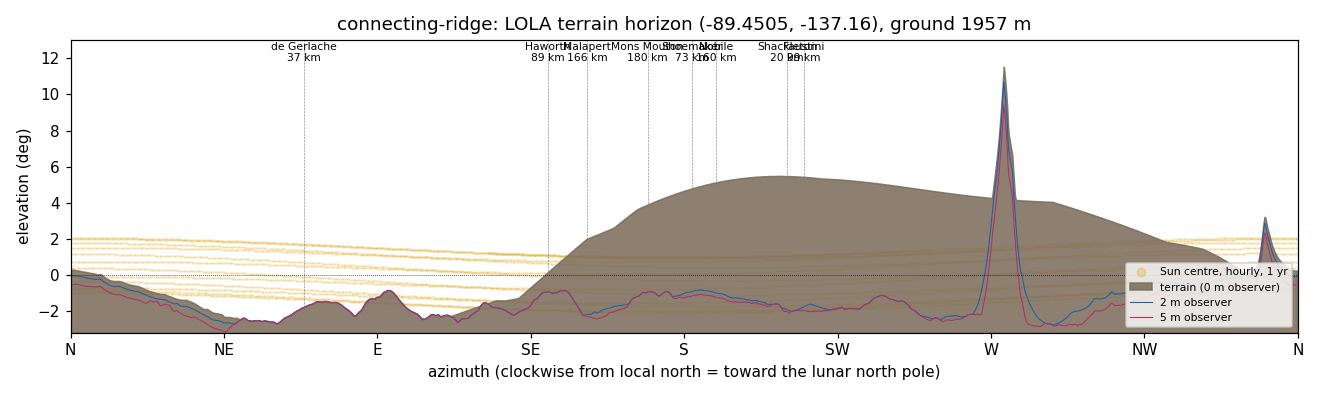 connecting-ridge: LOLA terrain horizon (-89.4505, -137.16), ground 1957 m
de Gerlache
37 km
Haworth Malapert Mons Mouton Shoemaker Nobile Shackleton Faustini
89 km 166 km 180 km 73 km 160 km 20 km
elevation (deg)
12
10
8
6
4
2
0
−2
Sun centre, hourly, 1 yr
terrain (0 m observer)
2 m observer
5 m observer
N NE E SE S SW W NW N
azimuth (clockwise from local north = toward the lunar north pole)